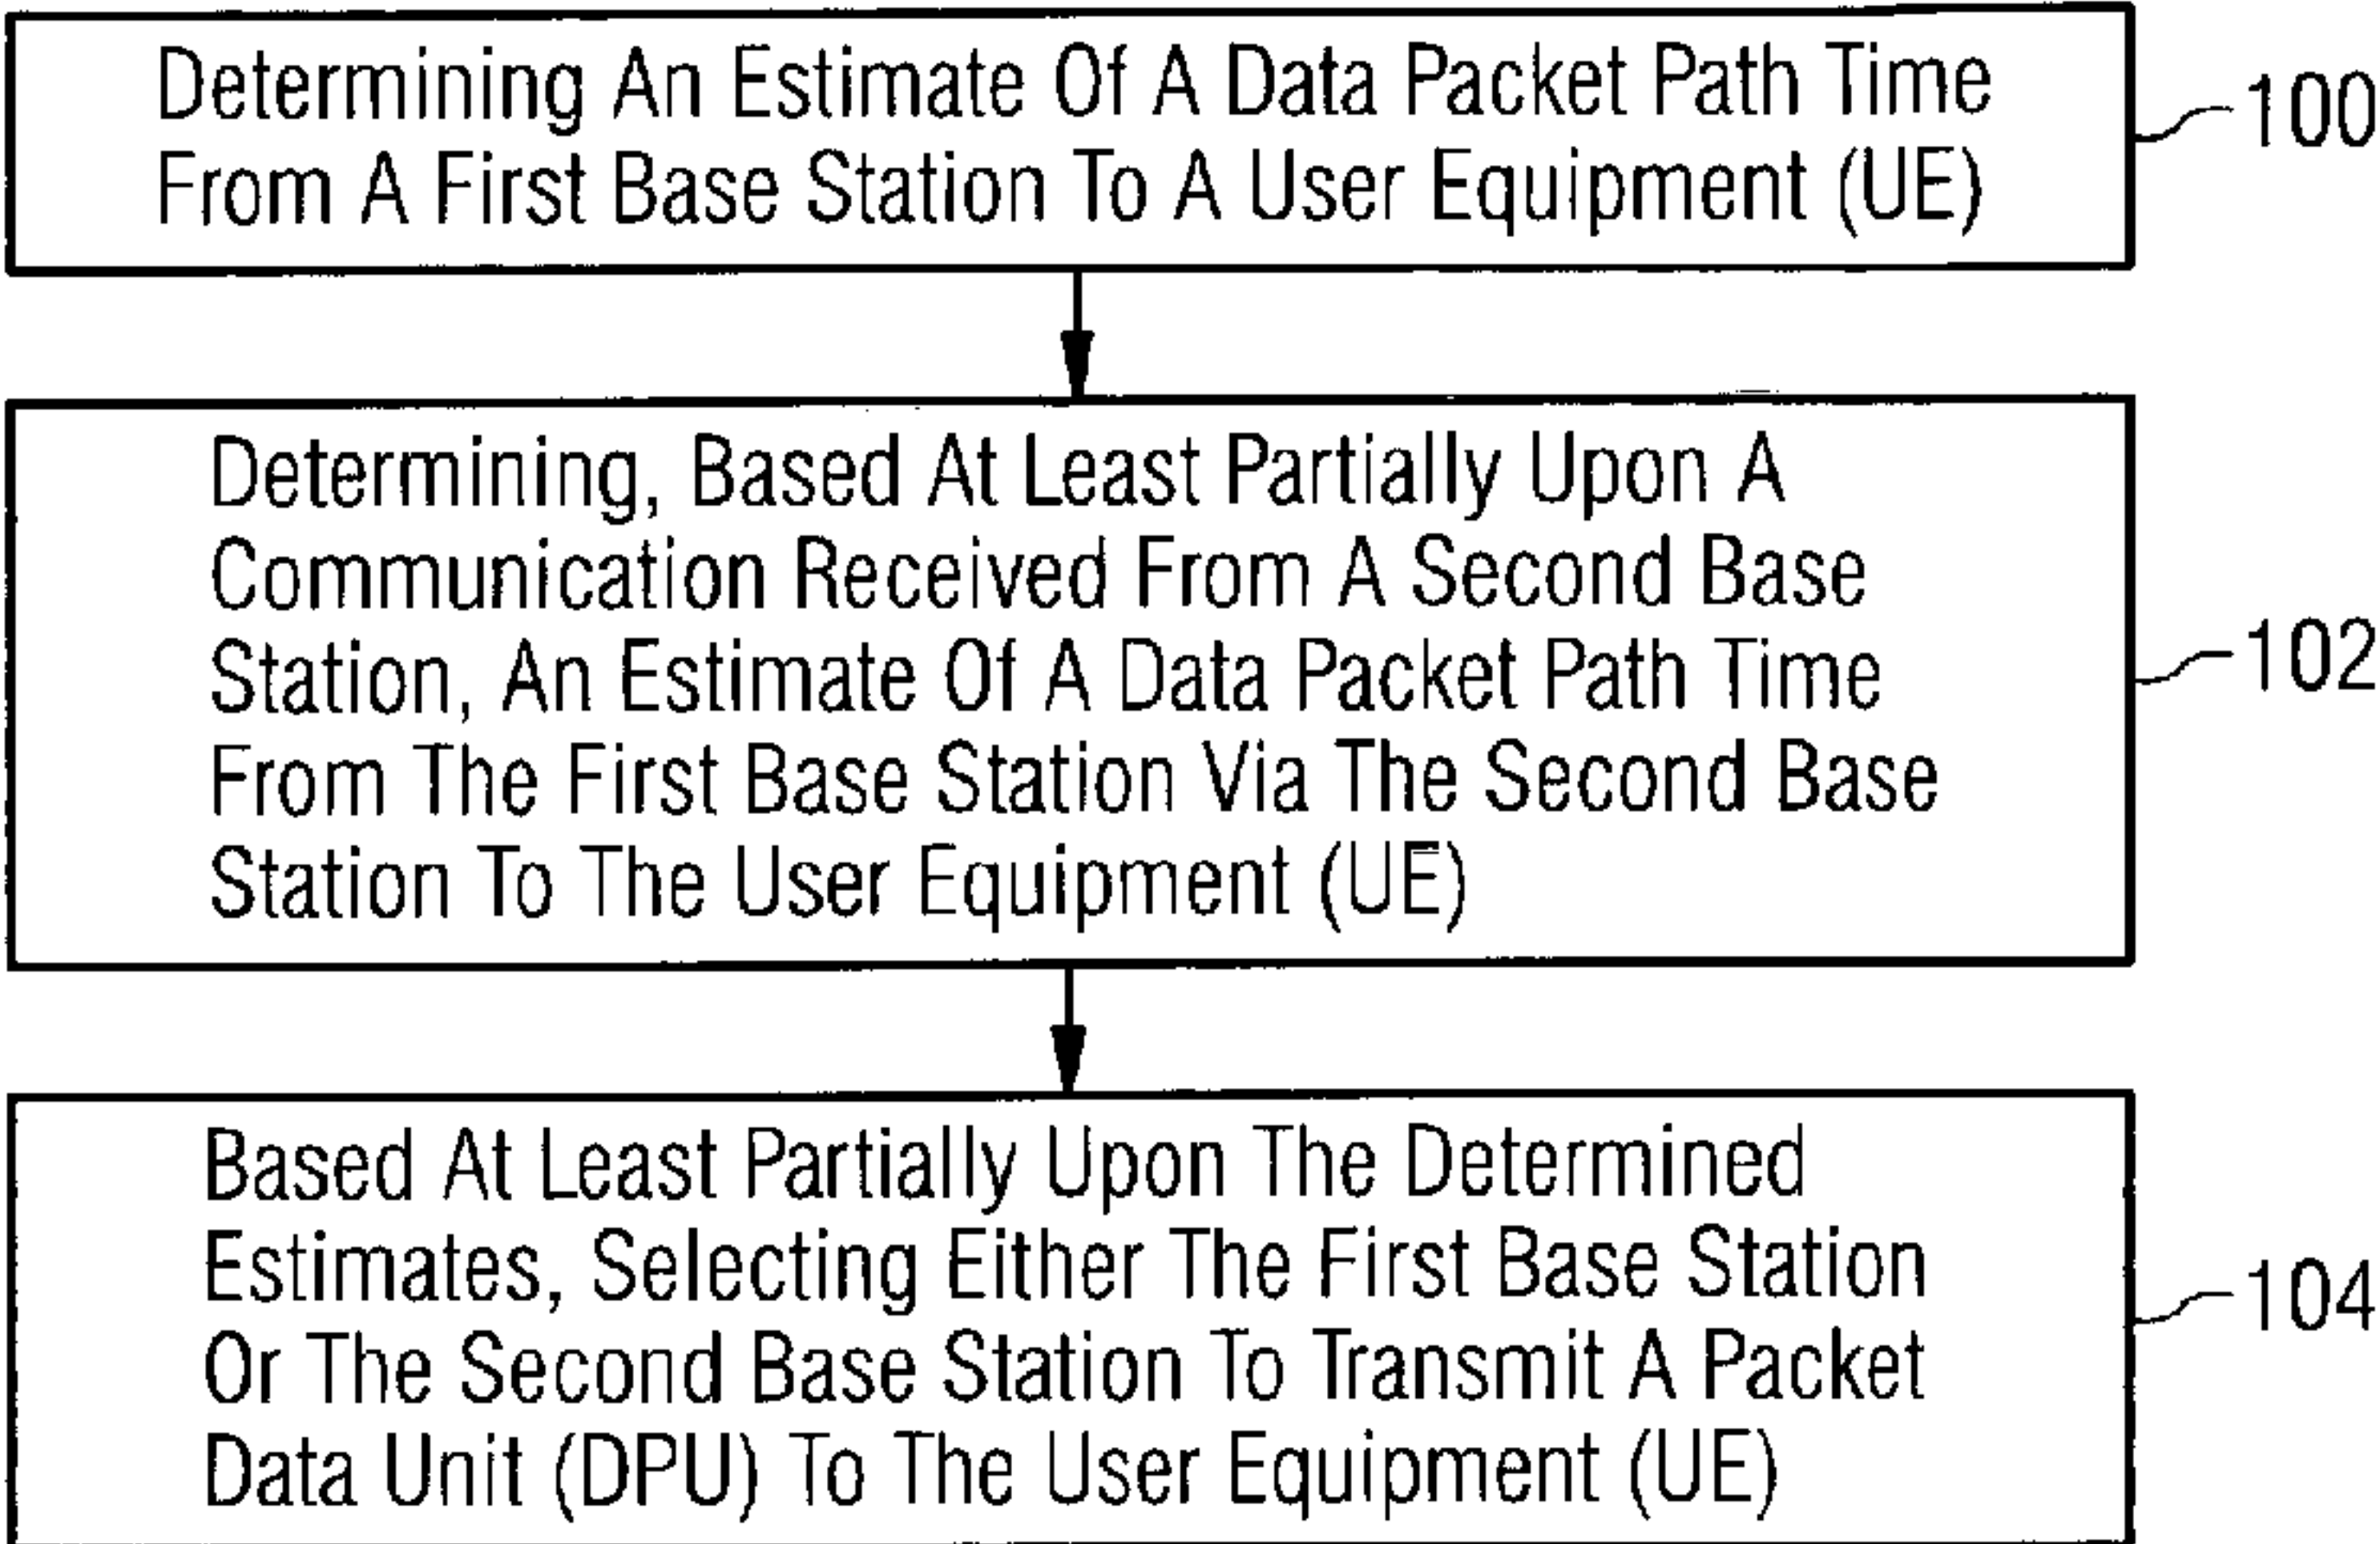 Determining An Estimate Of A Data Packet Path Time
From A First Base Station To A User Equipment (UE)
100
Determining, Based At Least Partially Upon A
Communication Received From A Second Base
Station, An Estimate Of A Data Packet Path Time
From The First Base Station Via The Second Base
Station To The User Equipment (UE)
102
Based At Least Partially Upon The Determined
Estimates, Selecting Either The First Base Station
Or The Second Base Station To Transmit A Packet
Data Unit (DPU) To The User Equipment (UE)
104